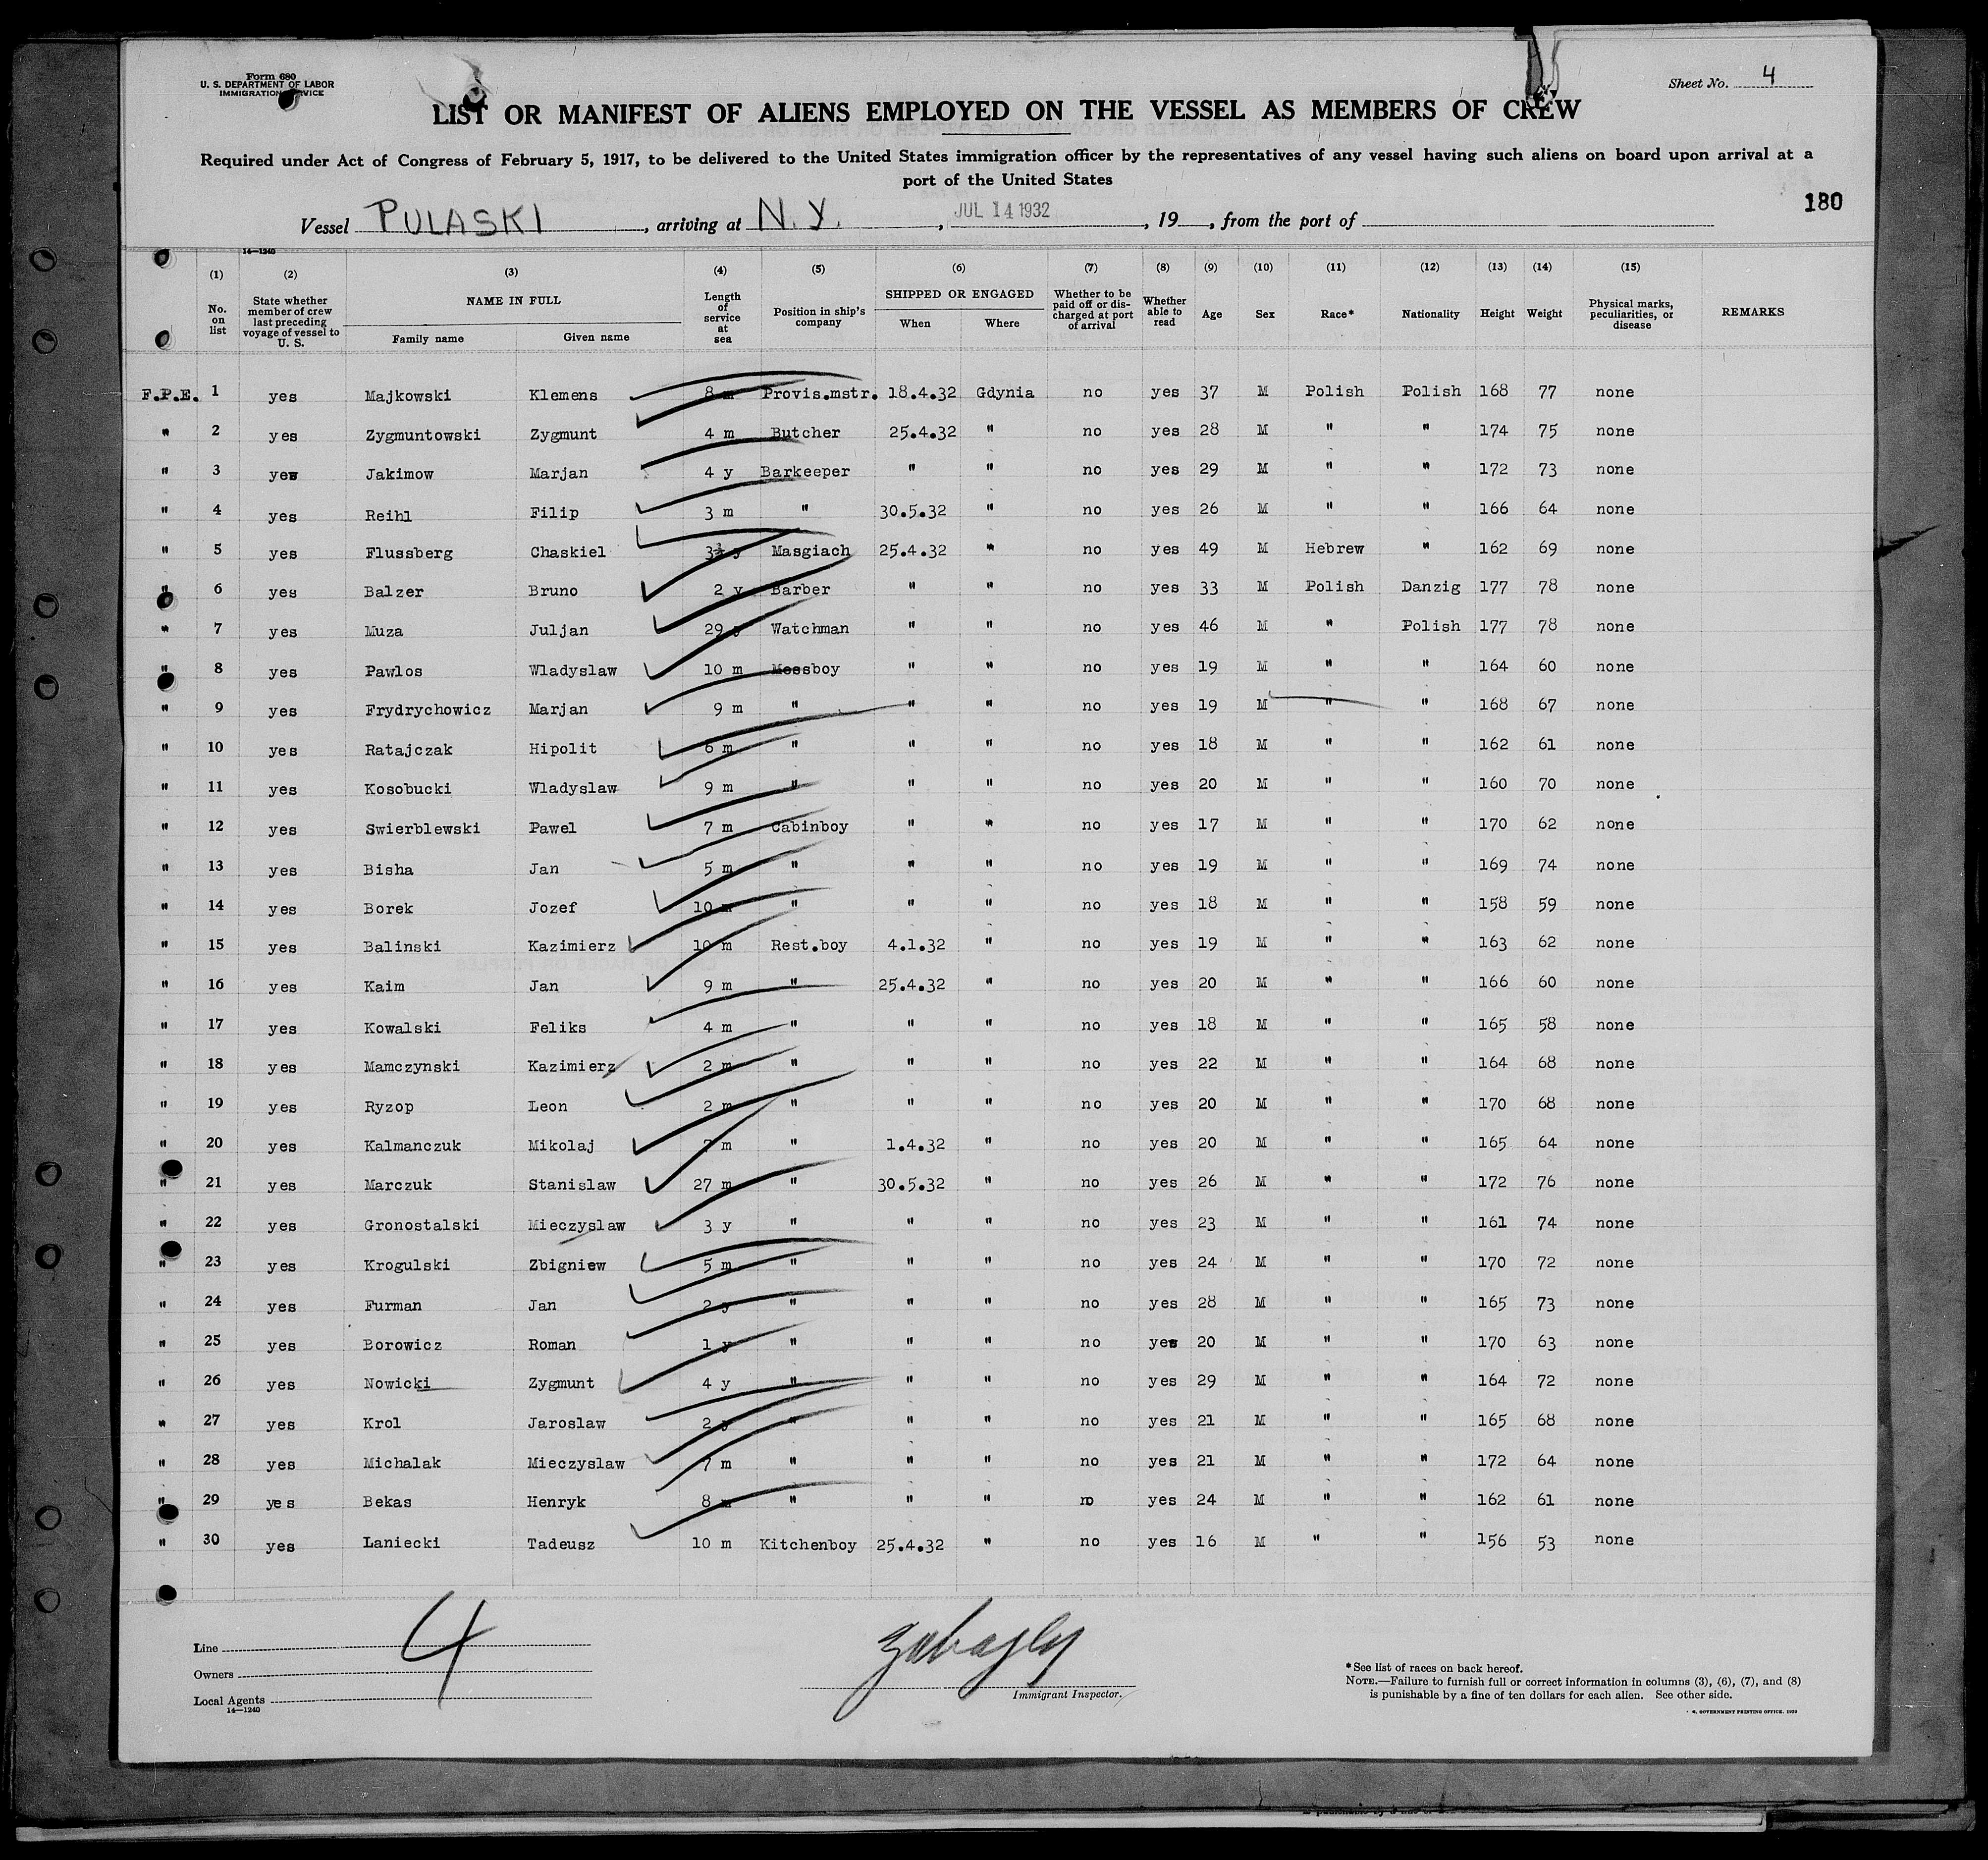 Form 680
U. S. DEPARTMENT OF LABOR
IMMIGRATION SERVICE
Sheet No. 4
LIST OR MANIFEST OF ALIENS EMPLOYED ON THE VESSEL AS MEMBERS OF CREW
Required under Act of Congress of February 5, 1917, to be delivered to the United States immigration officer by the representatives of any vessel having such aliens on board upon arrival at a
port of the United States
180
Vessel PULASKI, arriving at N.Y., JUL 14 1932, 19__, from the port of
14—1240
(1) (2) (3) (4) (5) (6) (7) (8) (9) (10) (11) (12) (13) (14) (15)
No. on list State whether member of crew last preceding voyage of vessel to U. S. NAME IN FULL Family name Given name Length of service at sea Position in ship's company SHIPPED OR ENGAGED When Where Whether to be paid off or discharged at port of arrival Whether able to read Age Sex Race* Nationality Height Weight Physical marks, peculiarities, or disease REMARKS
F.P.E. 1 yes Majkowski Klemens 8 m Provis.mstr. 18.4.32 Gdynia no yes 37 M Polish Polish 168 77 none
" 2 yes Zygmuntowski Zygmunt 4 m Butcher 25.4.32 " no yes 28 M " " 174 75 none
" 3 yes Jakimow Marjan 4 y Barkeeper " " no yes 29 M " " 172 73 none
" 4 yes Reihl Filip 3 m " 30.5.32 " no yes 26 M " " 166 64 none
" 5 yes Flussberg Chaskiel 3½ y Masgiach 25.4.32 " no yes 49 M Hebrew " 162 69 none
" 6 yes Balzer Bruno 2 y Barber " " no yes 33 M Polish Danzig 177 78 none
" 7 yes Muza Juljan 29 y Watchman " " no yes 46 M " Polish 177 78 none
" 8 yes Pawlos Wladyslaw 10 m Messboy " " no yes 19 M " " 164 60 none
" 9 yes Frydrychowicz Marjan 9 m " " " no yes 19 M " " 168 67 none
" 10 yes Ratajczak Hipolit 6 m " " " no yes 18 M " " 162 61 none
" 11 yes Kosobucki Wladyslaw 9 m " " " no yes 20 M " " 160 70 none
" 12 yes Swierblewski Pawel 7 m Cabinboy " " no yes 17 M " " 170 62 none
" 13 yes Bisha Jan 5 m " " " no yes 19 M " " 169 74 none
" 14 yes Borek Jozef 10 m " " " no yes 18 M " " 158 59 none
" 15 yes Balinski Kazimierz 10 m Rest.boy 4.1.32 " no yes 19 M " " 163 62 none
" 16 yes Kaim Jan 9 m " 25.4.32 " no yes 20 M " " 166 60 none
" 17 yes Kowalski Feliks 4 m " " " no yes 18 M " " 165 58 none
" 18 yes Mamczynski Kazimierz 2 m " " " no yes 22 M " " 164 68 none
" 19 yes Ryzop Leon 2 m " " " no yes 20 M " " 170 68 none
" 20 yes Kalmanczuk Mikolaj 7 m " 1.4.32 " no yes 20 M " " 165 64 none
" 21 yes Marczuk Stanislaw 27 m " 30.5.32 " no yes 26 M " " 172 76 none
" 22 yes Gronostalski Mieczyslaw 3 y " " " no yes 23 M " " 161 74 none
" 23 yes Krogulski Zbigniew 5 m " " " no yes 24 M " " 170 72 none
" 24 yes Furman Jan 2 y " " " no yes 28 M " " 165 73 none
" 25 yes Borowicz Roman 1 y " " " no yes 20 M " " 170 63 none
" 26 yes Nowicki Zygmunt 4 y " " " no yes 29 M " " 164 72 none
" 27 yes Krol Jaroslaw 2 y " " " no yes 21 M " " 165 68 none
" 28 yes Michalak Mieczyslaw 7 m " " " no yes 21 M " " 172 64 none
" 29 yes Bekas Henryk 8 m " " " no yes 24 M " " 162 61 none
" 30 yes Laniecki Tadeusz 10 m Kitchenboy 25.4.32 " no yes 16 M " " 156 53 none
4
Line
Owners
Local Agents
14—1240
Immigrant Inspector.
*See list of races on back hereof.
NOTE.—Failure to furnish full or correct information in columns (3), (6), (7), and (8)
is punishable by a fine of ten dollars for each alien. See other side.
GOVERNMENT PRINTING OFFICE. 1929